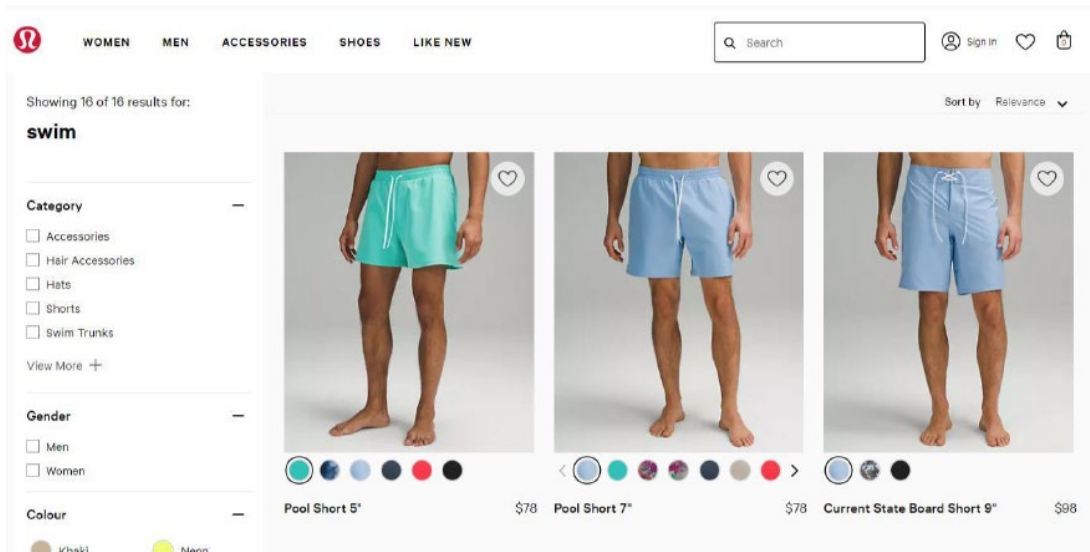 WOMEN MEN ACCESSORIES SHOES LIKE NEW Search Sign in 0
Showing 16 of 16 results for:
swim
Sort by Relevance
Category
Accessories
Hair Accessories
Hats
Shorts
Swim Trunks
View More
Gender
Men
Women
Colour
Khaki Neon
Pool Short 5" $78
Pool Short 7" $78
Current State Board Short 9" $98